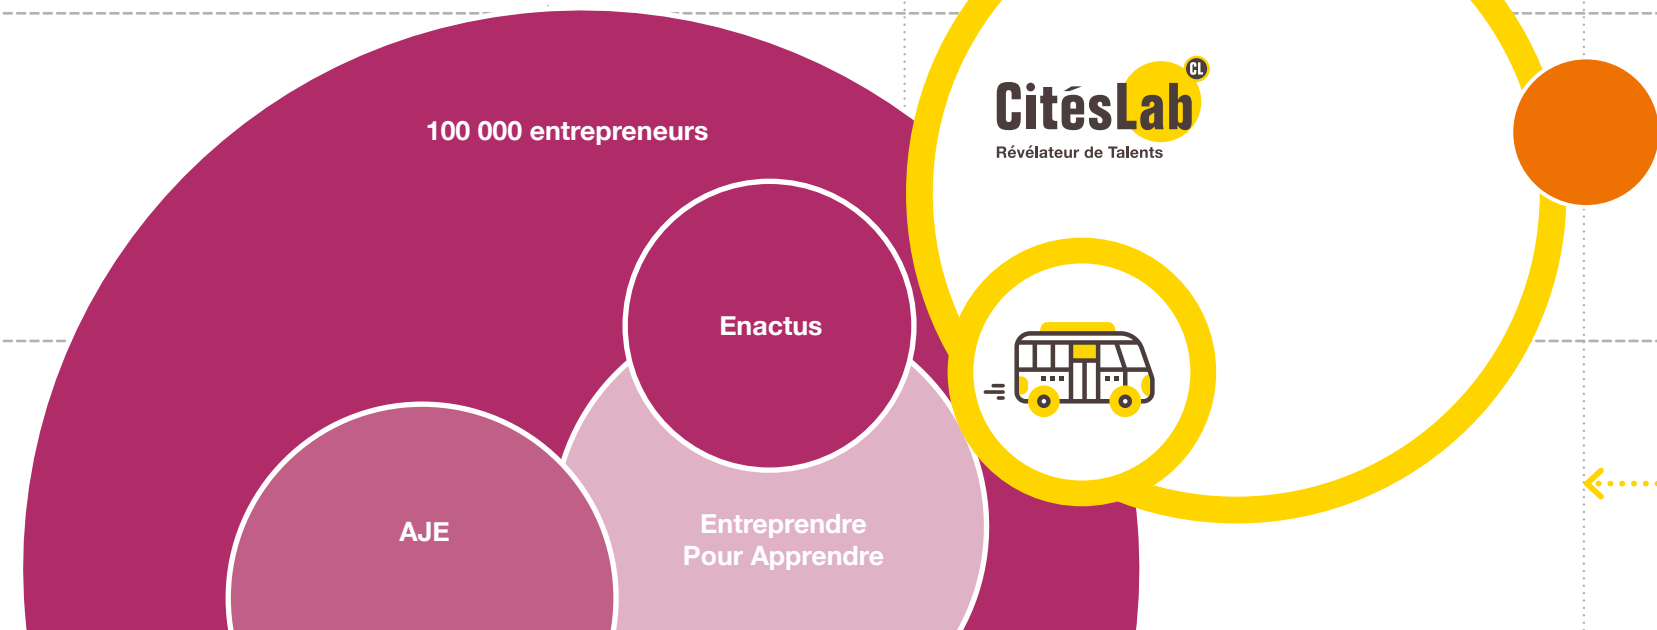 100 000 entrepreneurs
CL
CitésLab
Révélateur de Talents
Enactus
AJE
Entreprendre
Pour Apprendre